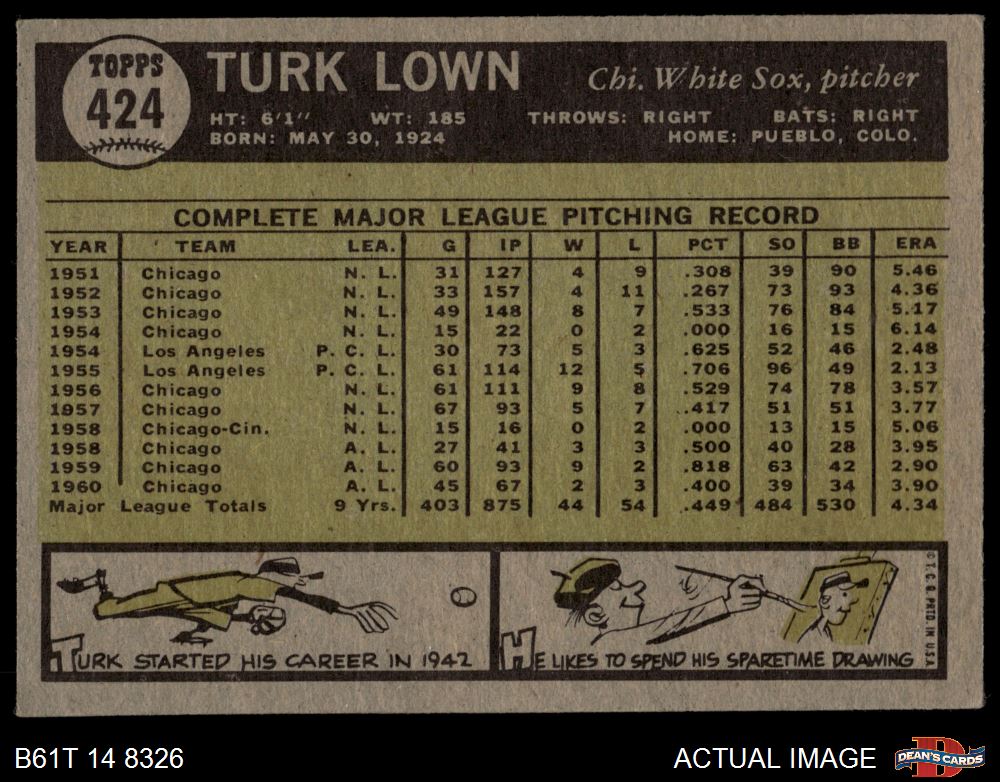 TOPPS
424
TURK LOWN
Chi. White Sox, pitcher
HT: 6'1" WT: 185 THROWS: RIGHT BATS: RIGHT
BORN: MAY 30, 1924 HOME: PUEBLO, COLO.
COMPLETE MAJOR LEAGUE PITCHING RECORD
YEAR TEAM LEA. G IP W L PCT SO BB ERA
1951 Chicago N. L. 31 127 4 9 .308 39 90 5.46
1952 Chicago N. L. 33 157 4 11 .267 73 93 4.36
1953 Chicago N. L. 49 148 8 7 .533 76 84 5.17
1954 Chicago N. L. 15 22 0 2 .000 16 15 6.14
1954 Los Angeles P. C. L. 30 73 5 3 .625 52 46 2.48
1955 Los Angeles P. C. L. 61 114 12 5 .706 96 49 2.13
1956 Chicago N. L. 61 111 9 8 .529 74 78 3.57
1957 Chicago N. L. 67 93 5 7 .417 51 51 3.77
1958 Chicago-Cin. N. L. 15 16 0 2 .000 13 15 5.06
1958 Chicago A. L. 27 41 3 3 .500 40 28 3.95
1959 Chicago A. L. 60 93 9 2 .818 63 42 2.90
1960 Chicago A. L. 45 67 2 3 .400 39 34 3.90
Major League Totals 9 Yrs. 403 875 44 54 .449 484 530 4.34
TURK STARTED HIS CAREER IN 1942
HE LIKES TO SPEND HIS SPARETIME DRAWING
© T. C. G. PRTD. IN U.S.A.
B61T 14 8326
ACTUAL IMAGE
D
DEAN'S CARDS